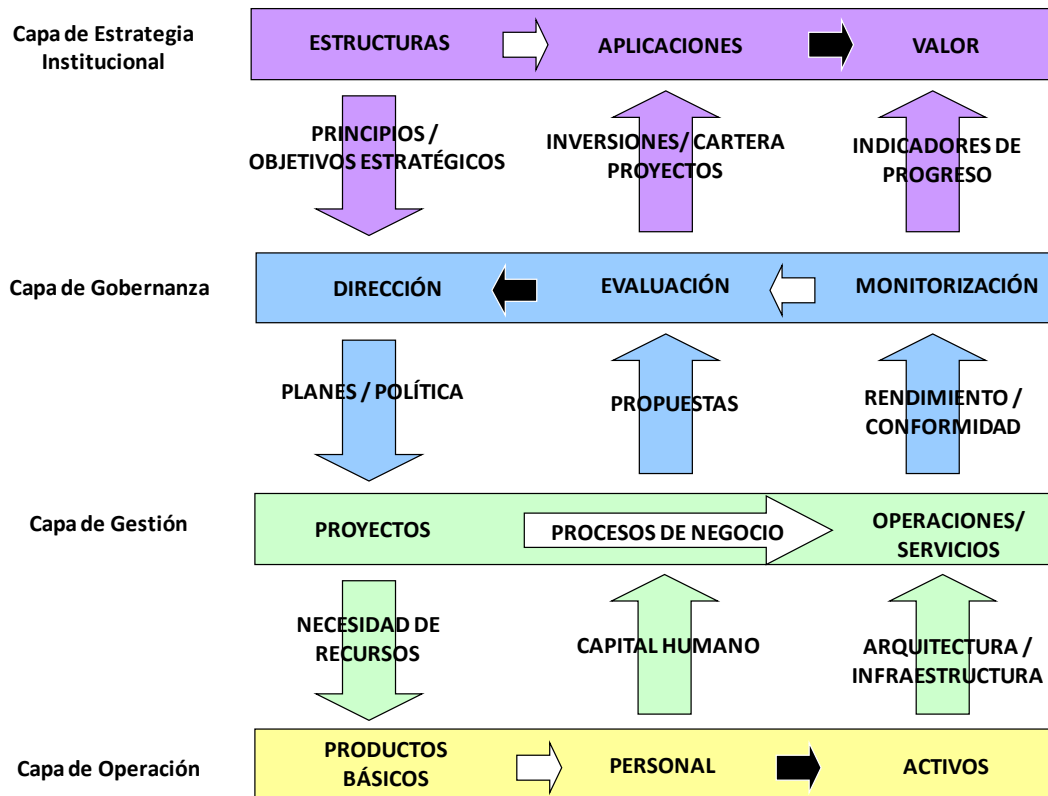 Capa de Estrategia
Institucional
ESTRUCTURAS
APLICACIONES
VALOR
PRINCIPIOS /
OBJETIVOS ESTRATÉGICOS
INVERSIONES/ CARTERA
PROYECTOS
INDICADORES DE
PROGRESO
Capa de Gobernanza
DIRECCIÓN
EVALUACIÓN
MONITORIZACIÓN
PLANES / POLÍTICA
PROPUESTAS
RENDIMIENTO /
CONFORMIDAD
Capa de Gestión
PROYECTOS
PROCESOS DE NEGOCIO
OPERACIONES/
SERVICIOS
NECESIDAD DE
RECURSOS
CAPITAL HUMANO
ARQUITECTURA /
INFRAESTRUCTURA
Capa de Operación
PRODUCTOS
BÁSICOS
PERSONAL
ACTIVOS